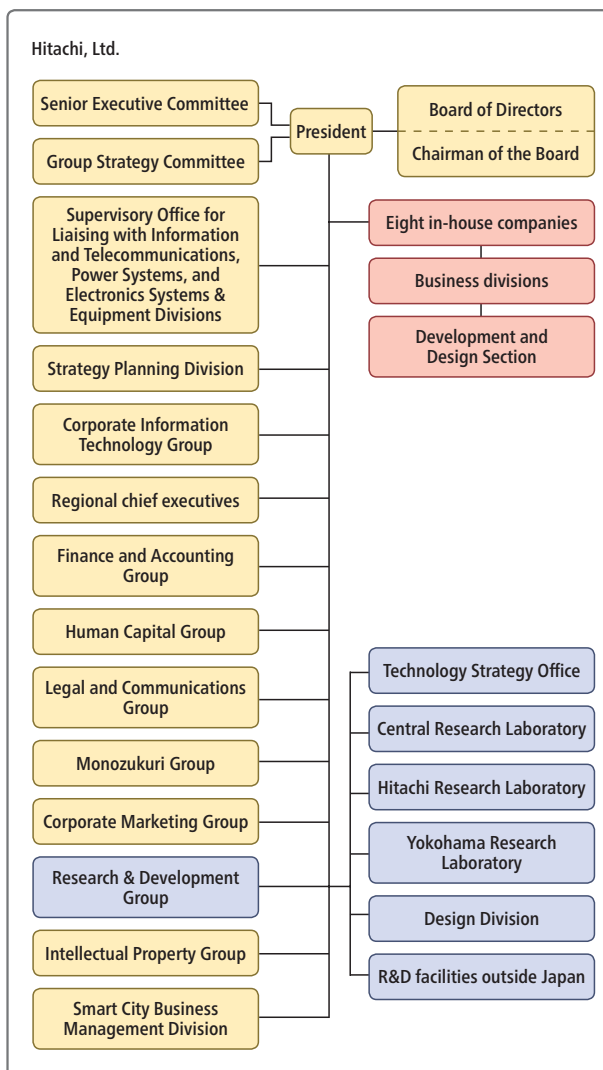 Hitachi, Ltd.
Senior Executive Committee
Group Strategy Committee
President
Board of Directors
Chairman of the Board
Supervisory Office for
Liaising with Information
and Telecommunications,
Power Systems, and
Electronics Systems &
Equipment Divisions
Eight in-house companies
Business divisions
Development and
Design Section
Strategy Planning Division
Corporate Information
Technology Group
Regional chief executives
Finance and Accounting
Group
Human Capital Group
Legal and Communications
Group
Monozukuri Group
Corporate Marketing Group
Research & Development
Group
Intellectual Property Group
Smart City Business
Management Division
Technology Strategy Office
Central Research Laboratory
Hitachi Research Laboratory
Yokohama Research
Laboratory
Design Division
R&D facilities outside Japan